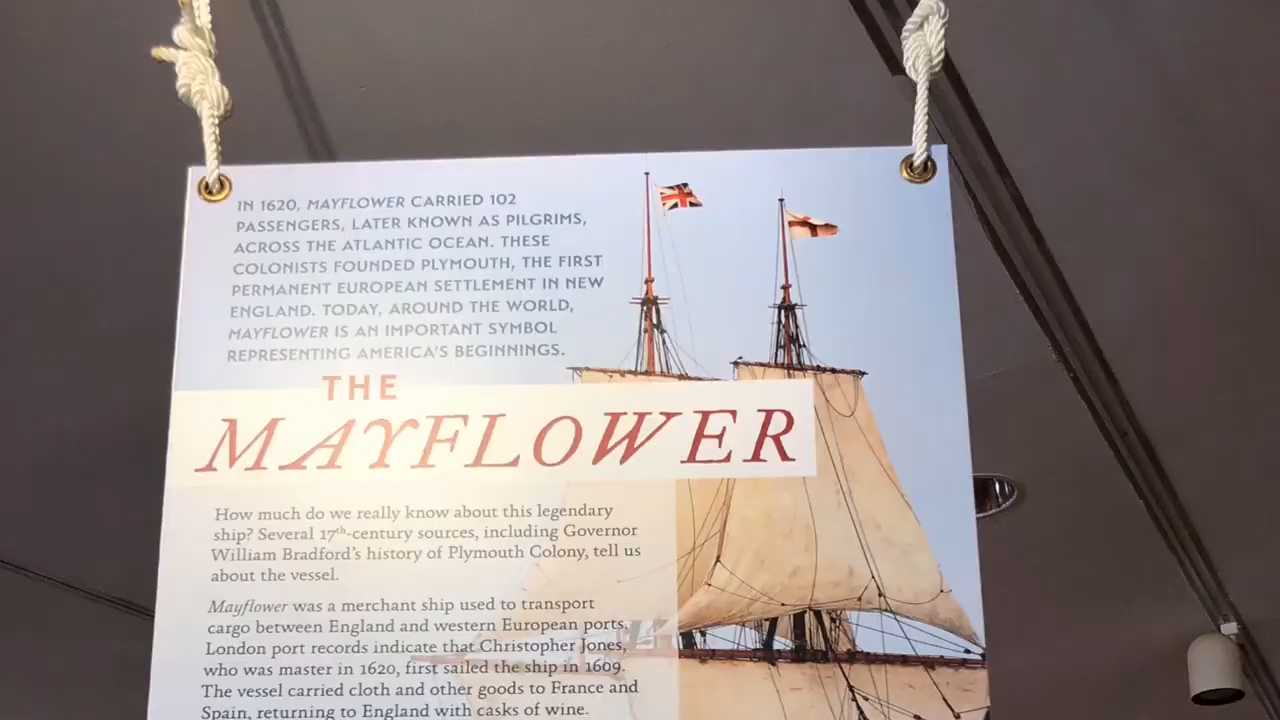 IN 1620, MAYFLOWER CARRIED 102
PASSENGERS, LATER KNOWN AS PILGRIMS,
ACROSS THE ATLANTIC OCEAN. THESE
COLONISTS FOUNDED PLYMOUTH, THE FIRST
PERMANENT EUROPEAN SETTLEMENT IN NEW
ENGLAND. TODAY, AROUND THE WORLD,
MAYFLOWER IS AN IMPORTANT SYMBOL
REPRESENTING AMERICA'S BEGINNINGS.
THE
MAYFLOWER
How much do we really know about this legendary
ship? Several 17th-century sources, including Governor
William Bradford's history of Plymouth Colony, tell us
about the vessel.
Mayflower was a merchant ship used to transport
cargo between England and western European ports.
London port records indicate that Christopher Jones,
who was master in 1620, first sailed the ship in 1609.
The vessel carried cloth and other goods to France and
Spain, returning to England with casks of wine.